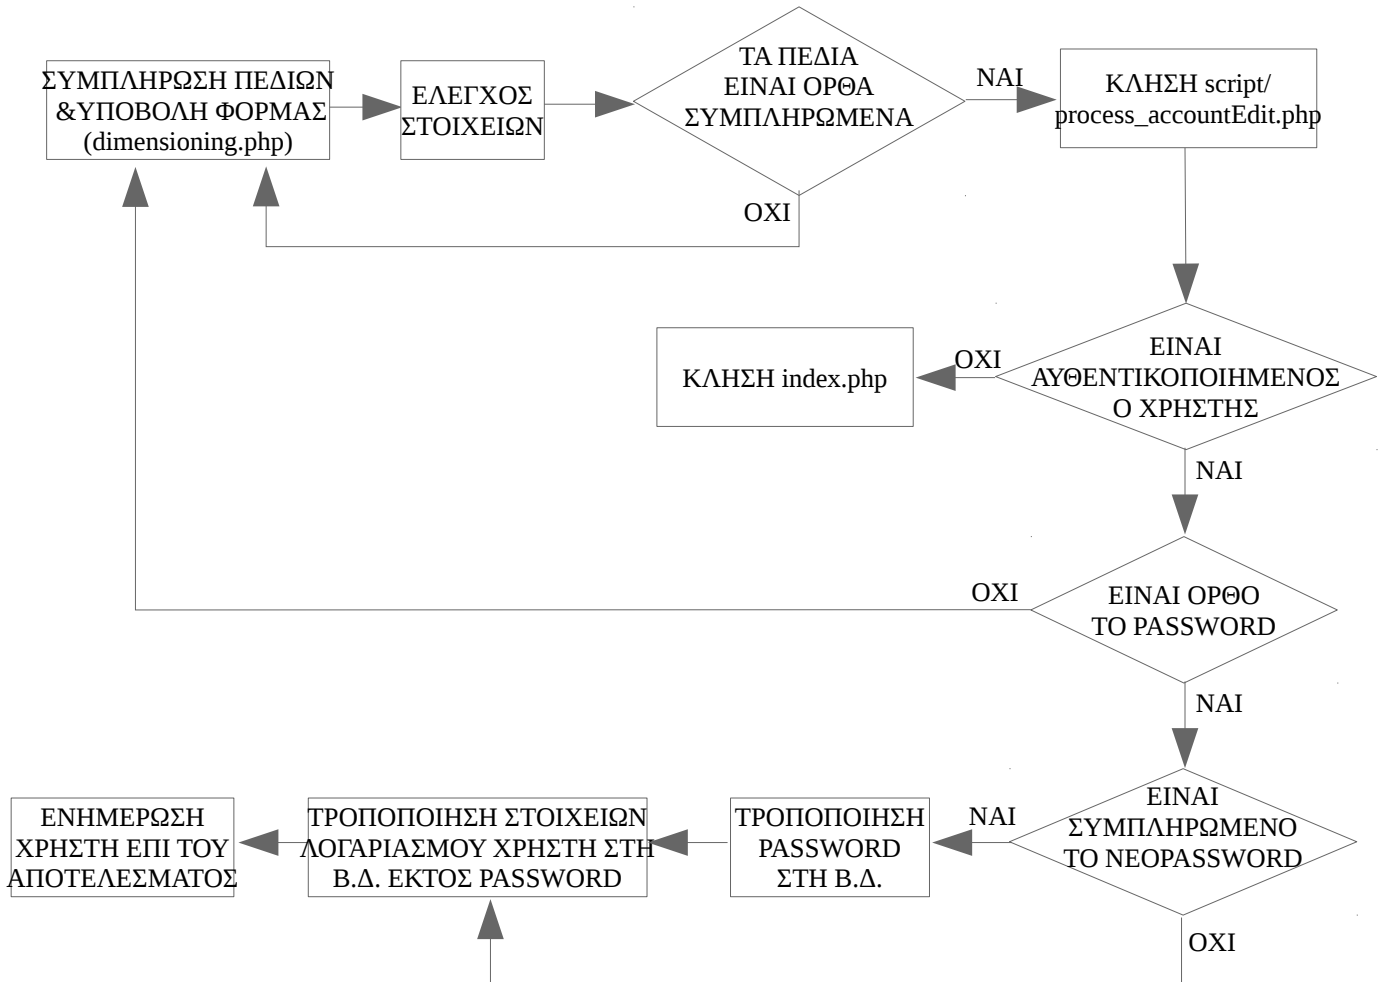 ΣΥΜΠΛΗΡΩΣΗ ΠΕΔΙΩΝ
&ΥΠΟΒΟΛΗ ΦΟΡΜΑΣ
(dimensioning.php)
ΕΛΕΓΧΟΣ
ΣΤΟΙΧΕΙΩΝ
ΤΑ ΠΕΔΙΑ
ΕΙΝΑΙ ΟΡΘΑ
ΣΥΜΠΛΗΡΩΜΕΝΑ
ΝΑΙ
ΚΛΗΣΗ script/
process_accountEdit.php
ΟΧΙ
ΚΛΗΣΗ index.php
ΟΧΙ
ΕΙΝΑΙ
ΑΥΘΕΝΤΙΚΟΠΟΙΗΜΕΝΟΣ
Ο ΧΡΗΣΤΗΣ
ΝΑΙ
ΟΧΙ
ΕΙΝΑΙ ΟΡΘΟ
ΤΟ PASSWORD
ΝΑΙ
ΕΙΝΑΙ
ΣΥΜΠΛΗΡΩΜΕΝΟ
ΤΟ ΝΕΟPASSWORD
ΝΑΙ
ΤΡΟΠΟΠΟΙΗΣΗ
PASSWORD
ΣΤΗ Β.Δ.
ΤΡΟΠΟΠΟΙΗΣΗ ΣΤΟΙΧΕΙΩΝ
ΛΟΓΑΡΙΑΣΜΟΥ ΧΡΗΣΤΗ ΣΤΗ
Β.Δ. ΕΚΤΟΣ PASSWORD
ΕΝΗΜΕΡΩΣΗ
ΧΡΗΣΤΗ ΕΠΙ ΤΟΥ
ΑΠΟΤΕΛΕΣΜΑΤΟΣ
ΟΧΙ